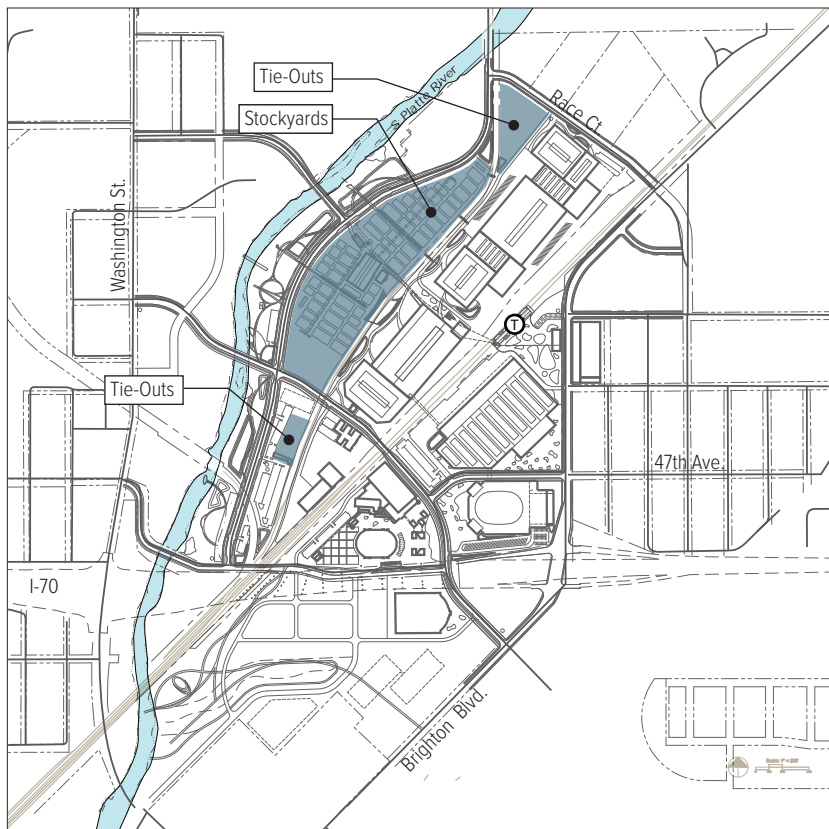 Tie-Outs
S Platte River
Race Ct
Stockyards
Washington St.
T
Tie-Outs
47th Ave.
I-70
Brighton Blvd.